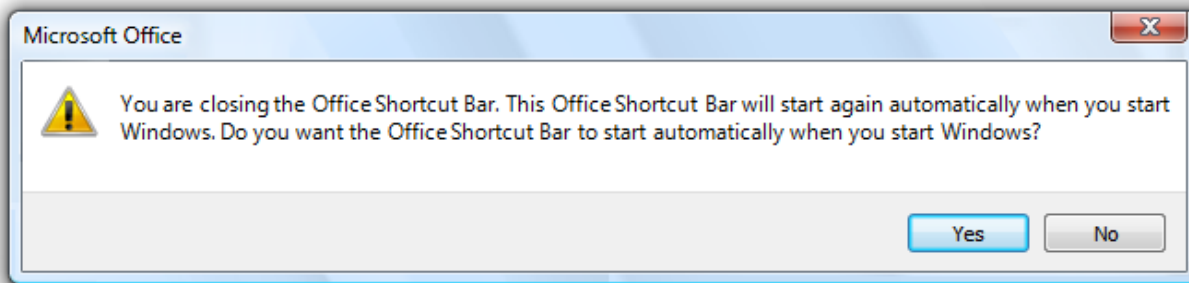 Microsoft Office
You are closing the Office Shortcut Bar. This Office Shortcut Bar will start again automatically when you start
Windows. Do you want the Office Shortcut Bar to start automatically when you start Windows?
Yes No